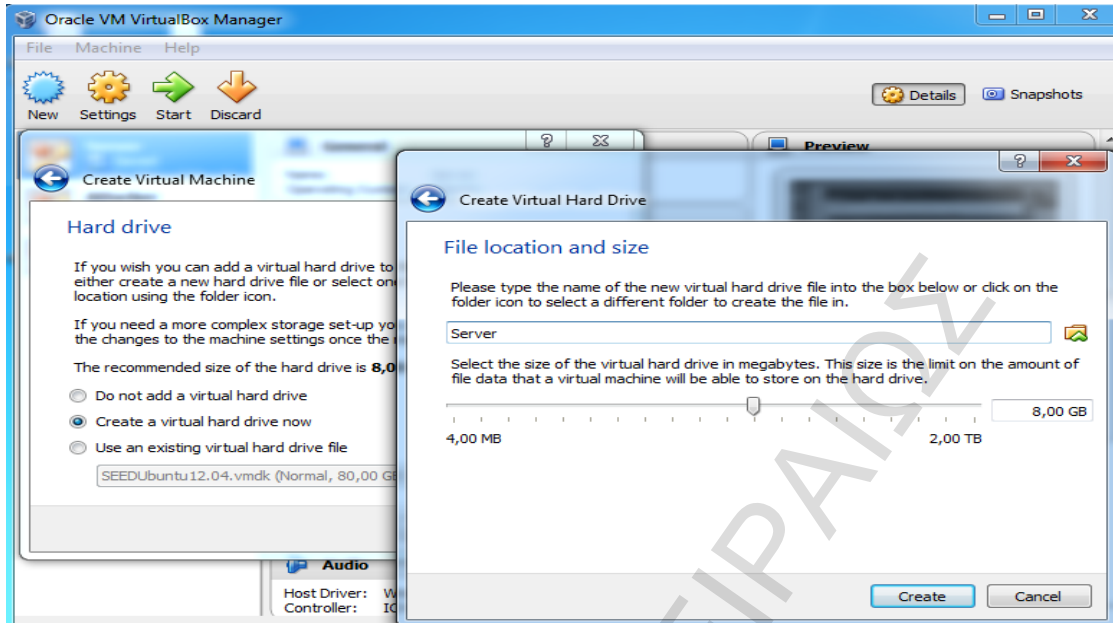 Oracle VM VirtualBox Manager
File Machine Help
New Settings Start Discard
Details Snapshots
Preview
Create Virtual Machine
Hard drive
If you wish you can add a virtual hard drive to
either create a new hard drive file or select one
location using the folder icon.
If you need a more complex storage set-up yo
the changes to the machine settings once the
The recommended size of the hard drive is 8,0
Do not add a virtual hard drive
Create a virtual hard drive now
Use an existing virtual hard drive file
SEEDUbuntu12.04.vmdk (Normal, 80,00 G
Audio
Host Driver: W
Controller: IC
Create Virtual Hard Drive
File location and size
Please type the name of the new virtual hard drive file into the box below or click on the
folder icon to select a different folder to create the file in.
Server
Select the size of the virtual hard drive in megabytes. This size is the limit on the amount of
file data that a virtual machine will be able to store on the hard drive.
8,00 GB
4,00 MB 2,00 TB
Create Cancel
ΕΙΡΑΙΩΣ